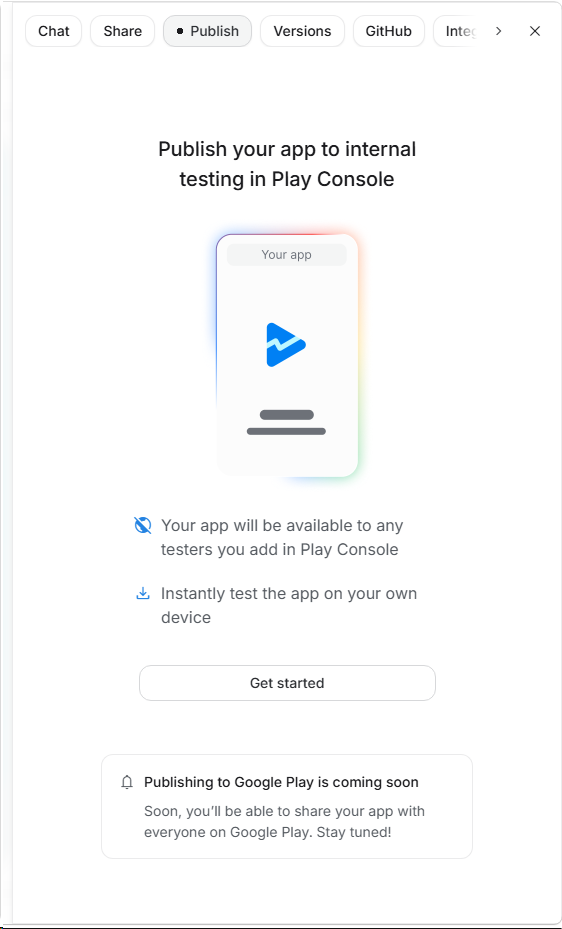 Chat Share Publish Versions GitHub
Publish your app to internal
testing in Play Console
Your app
Your app will be available to any
testers you add in Play Console
Instantly test the app on your own
device
Get started
Publishing to Google Play is coming soon
Soon, you’ll be able to share your app with
everyone on Google Play. Stay tuned!